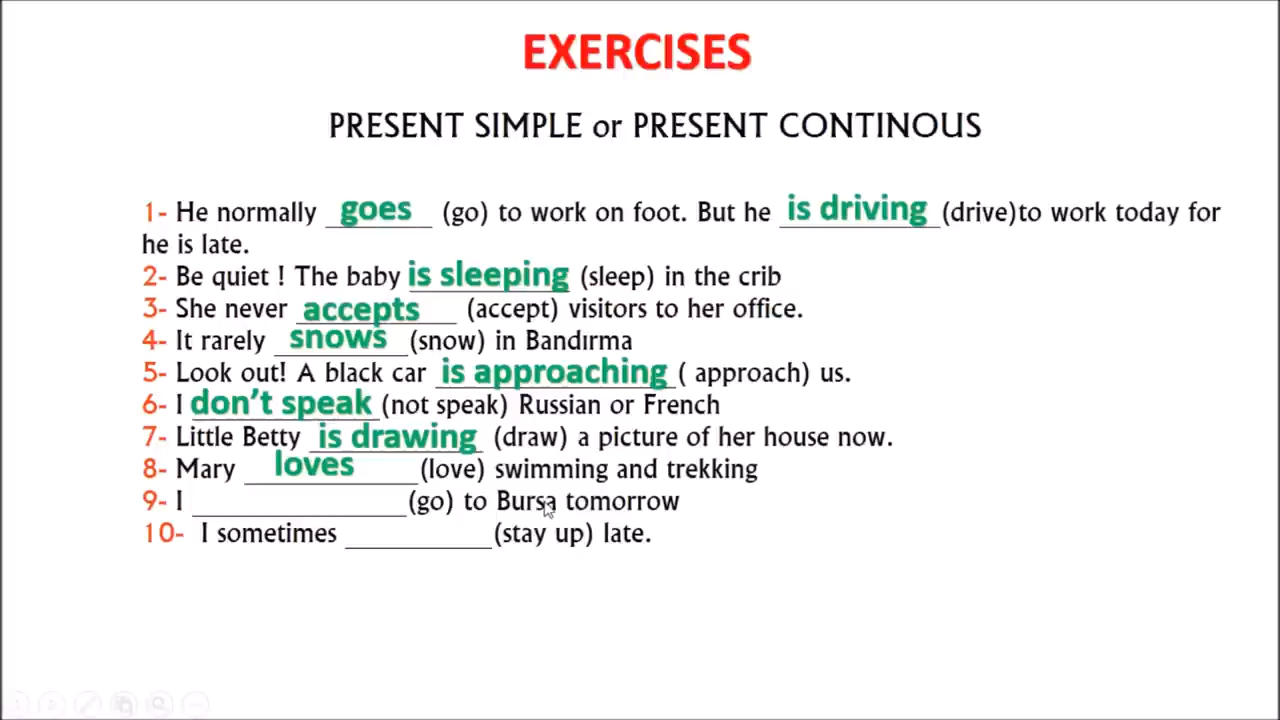 EXERCISES
PRESENT SIMPLE or PRESENT CONTINOUS
1- He normally goes (go) to work on foot. But he is driving (drive)to work today for
he is late.
2- Be quiet ! The baby is sleeping (sleep) in the crib
3- She never accepts (accept) visitors to her office.
4- It rarely snows (snow) in Bandırma
5- Look out! A black car is approaching ( approach) us.
6- I don't speak (not speak) Russian or French
7- Little Betty is drawing (draw) a picture of her house now.
8- Mary loves (love) swimming and trekking
9- I ________________ (go) to Bursa tomorrow
10- I sometimes ___________ (stay up) late.